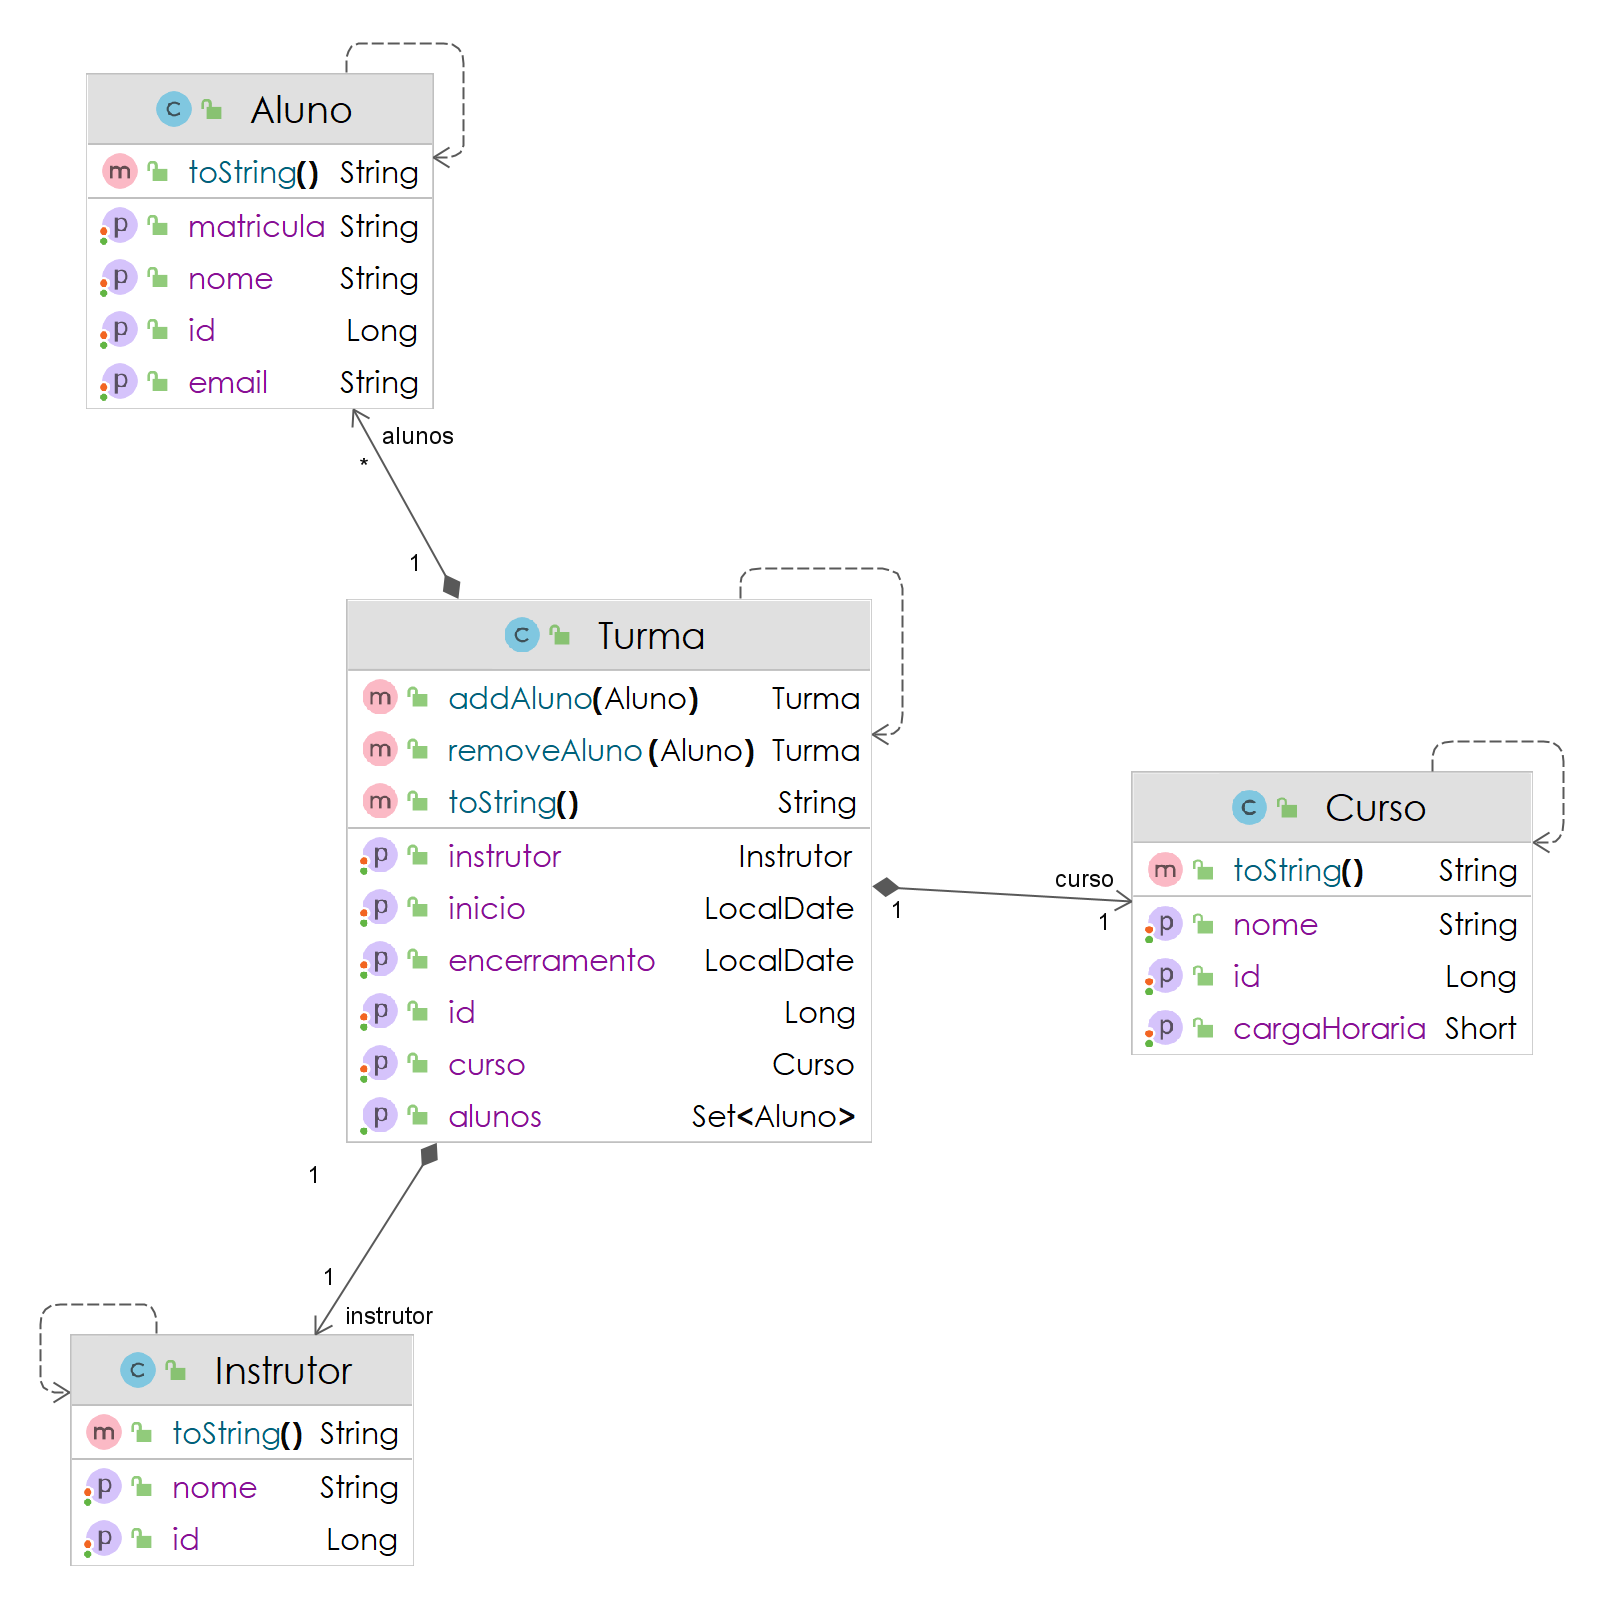 C Aluno
m toString() String
p matricula String
p nome String
p id Long
p email String
alunos
*
1
C Turma
m addAluno(Aluno) Turma
m removeAluno(Aluno) Turma
m toString() String
p instrutor Instrutor
p inicio LocalDate
p encerramento LocalDate
p id Long
p curso Curso
p alunos Set<Aluno>
curso
1
1
C Curso
m toString() String
p nome String
p id Long
p cargaHoraria Short
1
1
instrutor
C Instrutor
m toString() String
p nome String
p id Long